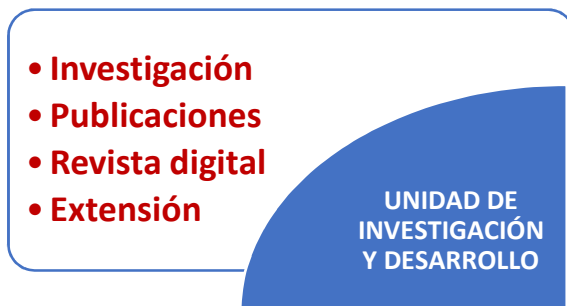 • Investigación
• Publicaciones
• Revista digital
• Extensión
UNIDAD DE
INVESTIGACIÓN
Y DESARROLLO